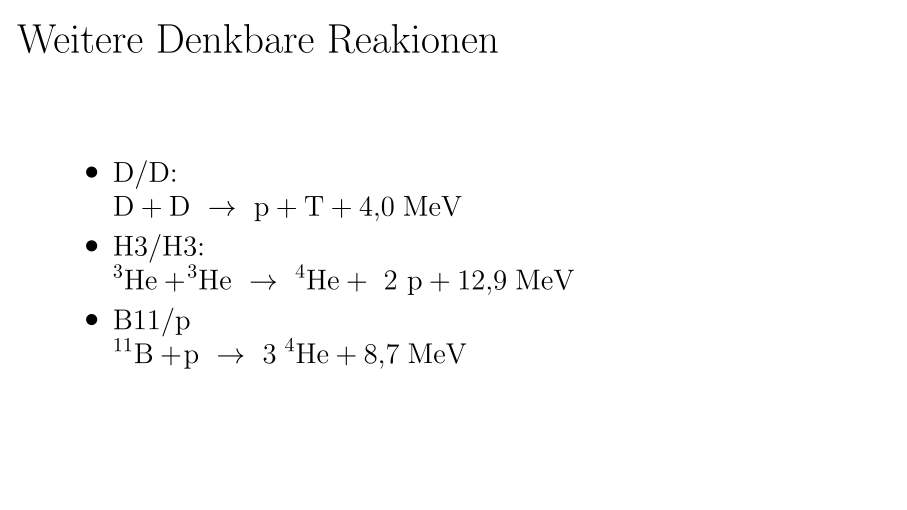 Weitere Denkbare Reakionen
• D/D:
D + D → p + T + 4,0 MeV
• H3/H3:
³He +³He → ⁴He + 2 p + 12,9 MeV
• B11/p
¹¹B +p → 3 ⁴He + 8,7 MeV